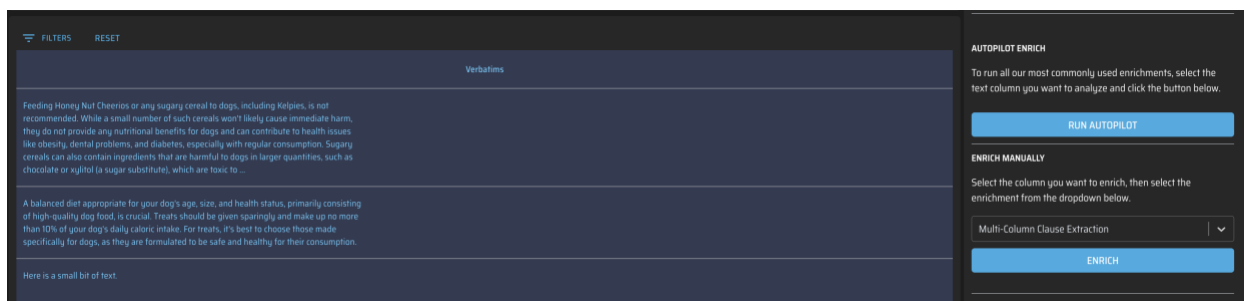 FILTERS RESET
Verbatims
Feeding Honey Nut Cheerios or any sugary cereal to dogs, including Kelpies, is not
recommended. While a small number of such cereals won't likely cause immediate harm,
they do not provide any nutritional benefits for dogs and can contribute to health issues
like obesity, dental problems, and diabetes, especially with regular consumption. Sugary
cereals can also contain ingredients that are harmful to dogs in larger quantities, such as
chocolate or xylitol (a sugar substitute), which are toxic to ...
A balanced diet appropriate for your dog's age, size, and health status, primarily consisting
of high-quality dog food, is crucial. Treats should be given sparingly and make up no more
than 10% of your dog's daily caloric intake. For treats, it's best to choose those made
specifically for dogs, as they are formulated to be safe and healthy for their consumption.
Here is a small bit of text.
AUTOPILOT ENRICH
To run all our most commonly used enrichments, select the
text column you want to analyze and click the button below.
RUN AUTOPILOT
ENRICH MANUALLY
Select the column you want to enrich, then select the
enrichment from the dropdown below.
Multi-Column Clause Extraction
ENRICH